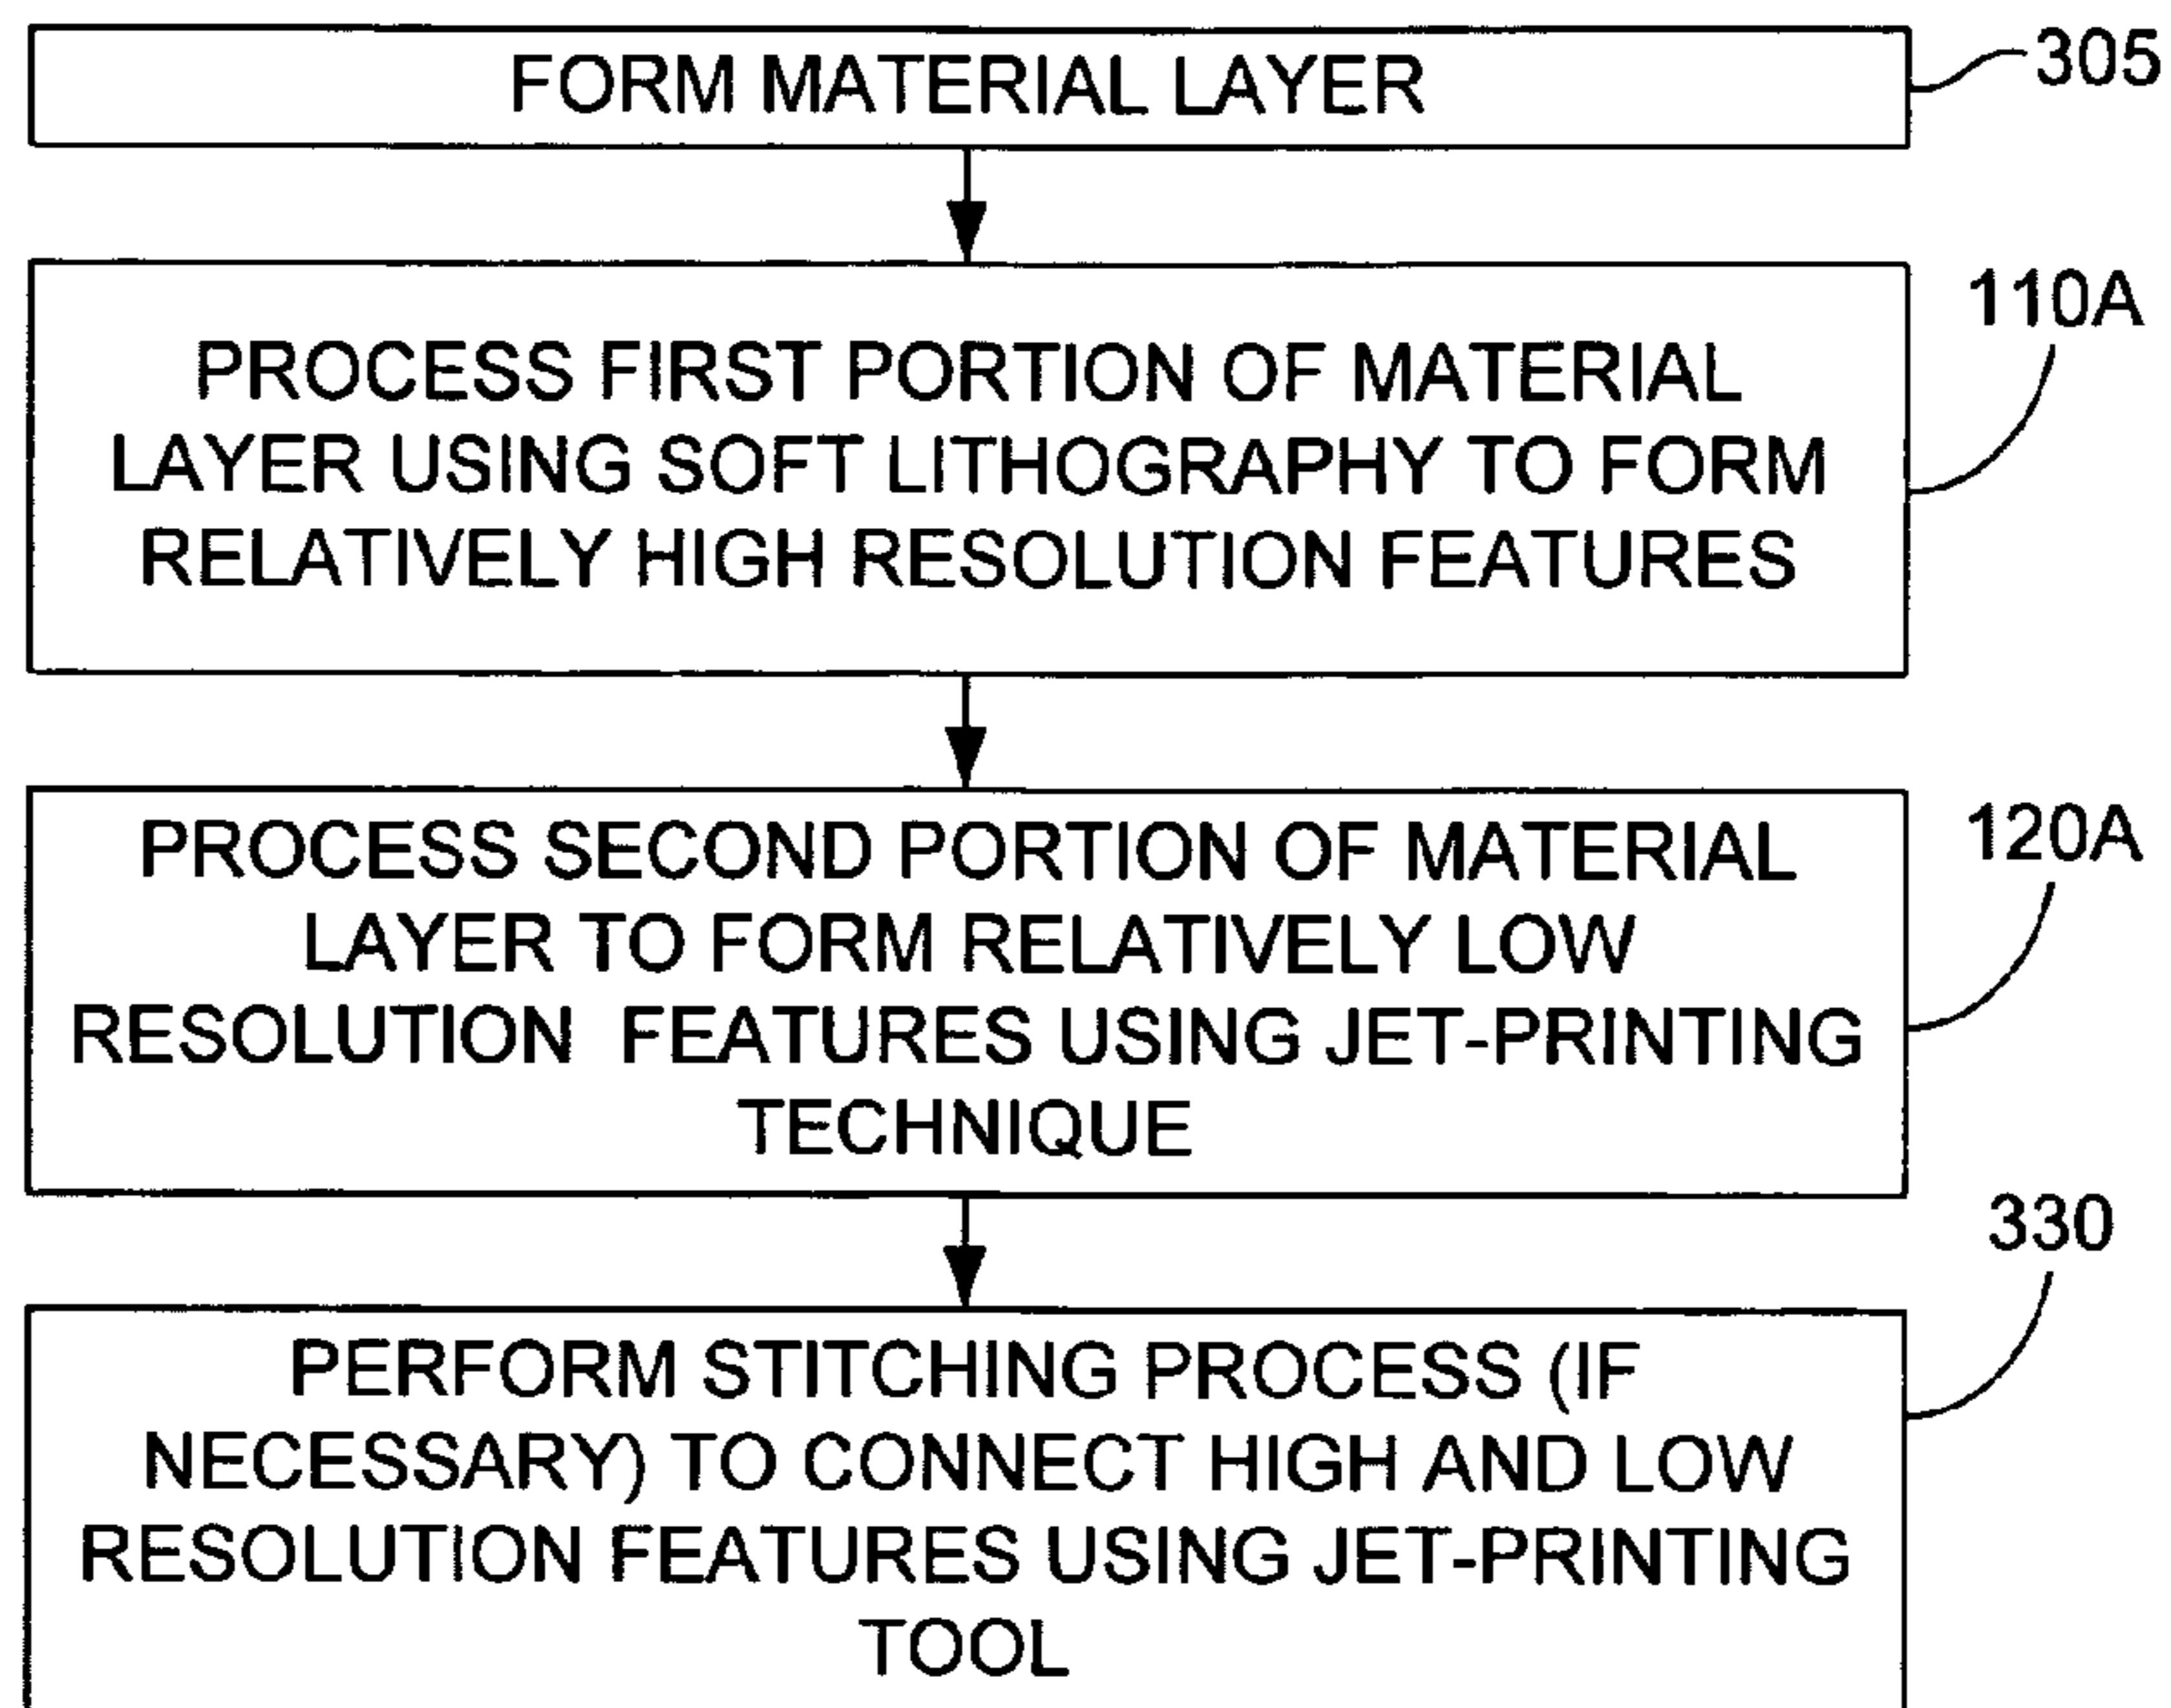 FORM MATERIAL LAYER
305
PROCESS FIRST PORTION OF MATERIAL
LAYER USING SOFT LITHOGRAPHY TO FORM
RELATIVELY HIGH RESOLUTION FEATURES
110A
PROCESS SECOND PORTION OF MATERIAL
LAYER TO FORM RELATIVELY LOW
RESOLUTION FEATURES USING JET-PRINTING
TECHNIQUE
120A
PERFORM STITCHING PROCESS (IF
NECESSARY) TO CONNECT HIGH AND LOW
RESOLUTION FEATURES USING JET-PRINTING
TOOL
330